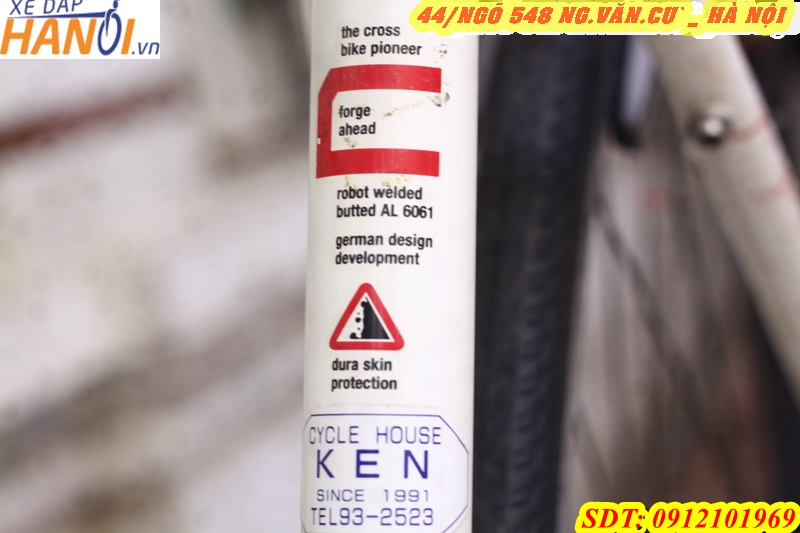 XE ĐẠP
HANOI.vn
44/NGÕ 548 NG.VĂN.CỪ _ HÀ NỘI
the cross
bike pioneer
forge
ahead
robot welded
butted AL 6061
german design
development
dura skin
protection
CYCLE HOUSE
KEN
SINCE 1991
TEL93-2523
SDT: 0912101969